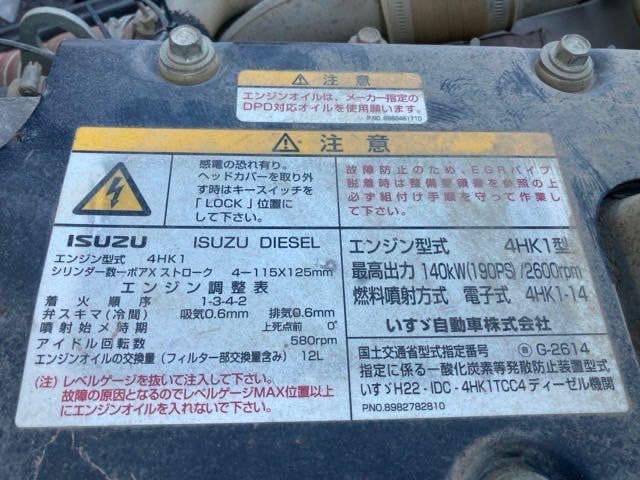 ⚠ 注意
エンジンオイルは、メーカー指定の
DPD対応オイルを使用願います。
P.NO.8980461710
⚠ 注意
感電の恐れ有り。
ヘッドカバーを取り外
す時はキースイッチを
「LOCK」位置に
して下さい。
故障防止のため、E.G.Rパイプ
脱着時は整備要領書を参照の上
必ず組付け手順を守って作業
して下さい。
ISUZU ISUZU DIESEL
エンジン型式 4HK1
シリンダー数ーボアX ストローク 4－115X125mm
エンジン調整表
着火順序 1-3-4-2
弁スキマ(冷間) 吸気0.6mm 排気0.6mm
噴射始メ時期 上死点前 0°
アイドル回転数 580rpm
エンジンオイルの交換量(フィルター部交換量含み) 12L
(注)レベルゲージを抜いて注入して下さい。
故障の原因となるのでレベルゲージMAX位置以上
にエンジンオイルを入れないで下さい。
エンジン型式 4HK1型
最高出力 140kW(190PS)/2600rpm
燃料噴射方式 電子式 4HK1-14
いすゞ自動車株式会社
国土交通省型式指定番号 G-2614
指定に係る一酸化炭素等発散防止装置型式
いすゞH22-IDC-4HK1TCC4ディーゼル機関
P.NO.8982782810